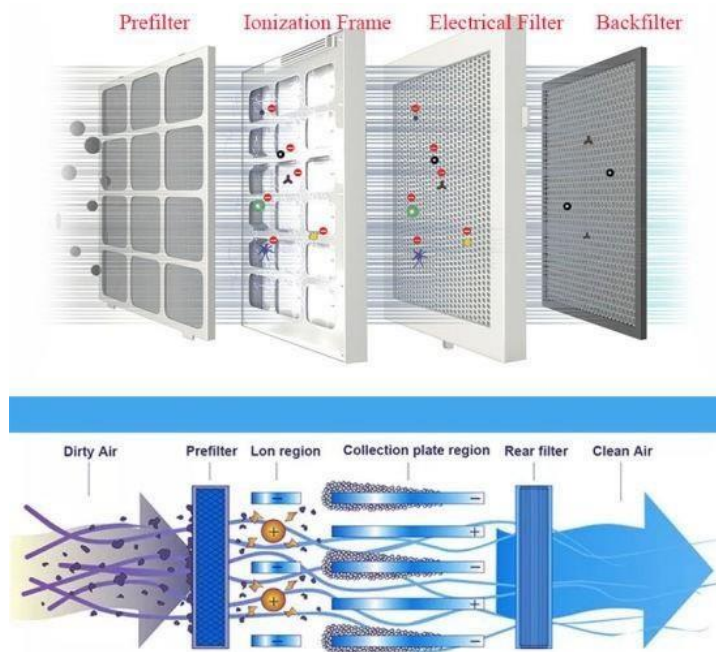 Prefilter Ionization Frame Electrical Filter Backfilter
Dirty Air Prefilter Lon region Collection plate region Rear filter Clean Air